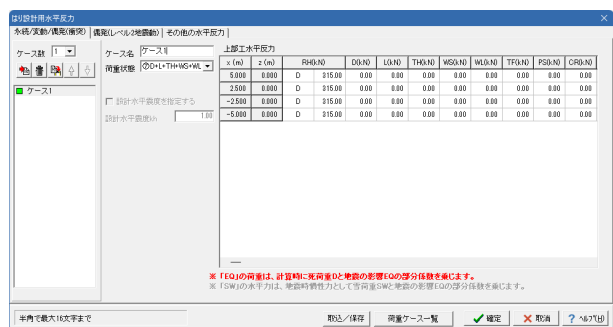 はり設計用水平反力
永続/変動/偶発(衝突) 偶発(レベル2地震動) その他の水平反力
ケース数 1
ケース1
ケース名 ケース1
荷重状態 ⑦D+L+TH+WS+WL
設計水平震度を指定する
設計水平震度kh 1.00
上部工水平反力
x (m) z (m) RH(kN) D(kN) L(kN) TH(kN) WS(kN) WL(kN) TF(kN) PS(kN) CR(kN)
5.000 0.000 D 315.00 0.00 0.00 0.00 0.00 0.00 0.00 0.00 0.00
2.500 0.000 D 315.00 0.00 0.00 0.00 0.00 0.00 0.00 0.00 0.00
-2.500 0.000 D 315.00 0.00 0.00 0.00 0.00 0.00 0.00 0.00 0.00
-5.000 0.000 D 315.00 0.00 0.00 0.00 0.00 0.00 0.00 0.00 0.00
※「EQ」の荷重は、計算時に死荷重Dと地震の影響EQの部分係数を乗じます。
※「SW」の水平力は、地震時慣性力として雪荷重SWと地震の影響EQの部分係数を乗じます。
半角で最大16文字まで
取込/保存 荷重ケース一覧 確定 取消 ? ヘルプ(H)